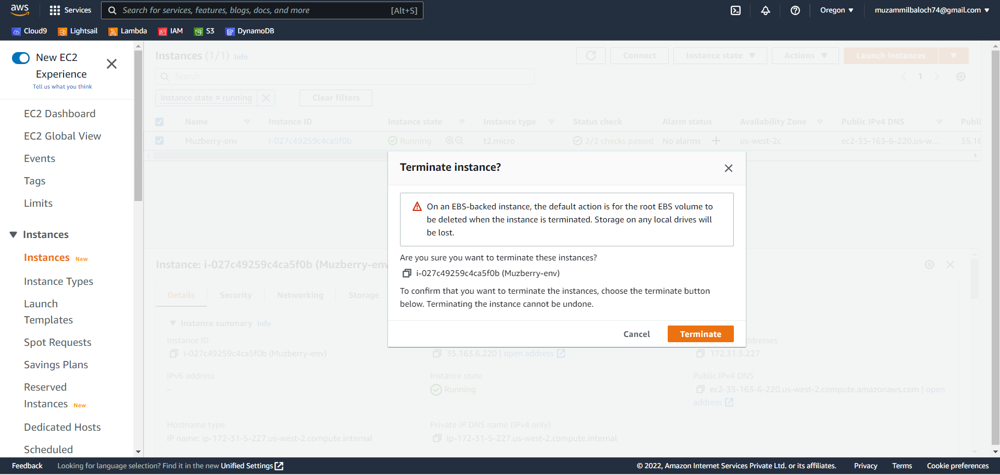 aws
Services
Search for services, features, blogs, docs, and more
[Alt+S]
Oregon
muzammilbaloch74@gmail.com
Cloud9
Lightsail
Lambda
IAM
S3
DynamoDB
New EC2
Experience
Tell us what you think
EC2 Dashboard
EC2 Global View
Events
Tags
Limits
Instances
Instances New
Instance Types
Launch
Templates
Spot Requests
Savings Plans
Reserved
Instances New
Dedicated Hosts
Scheduled
Instances (1/1) Info
Connect
Instance state
Actions
Launch instances
Search
1
Instance state = running
Clear filters
Name
Instance ID
Instance state
Instance type
Status check
Alarm status
Availability Zone
Public IPv4 DNS
Publi
Muzberry-env
i-027c49259c4ca5f0b
Running
t2.micro
2/2 checks passed
No alarms
us-west-2c
ec2-35-163-6-220.us-w...
35.16
Terminate instance?
On an EBS-backed instance, the default action is for the root EBS volume to
be deleted when the instance is terminated. Storage on any local drives will
be lost.
Are you sure you want to terminate these instances?
i-027c49259c4ca5f0b (Muzberry-env)
To confirm that you want to terminate the instances, choose the terminate button
below. Terminating the instance cannot be undone.
Cancel
Terminate
Instance: i-027c49259c4ca5f0b (Muzberry-env
Details
Security
Networking
Storage
Instance summary Info
Instance ID
i-027c49259c4ca5f0b (Muzberry-env)
35.163.6.220 | open address
ddresses
172.31.5.227
IPv6 address
–
Instance state
Running
Public IPv4 DNS
ec2-35-163-6-220.us-west-2.compute.amazonaws.com | open
address
Hostname type
IP name: ip-172-31-5-227.us-west-2.compute.internal
Private IP DNS name (IPv4 only)
ip-172-31-5-227.us-west-2.compute.internal
Feedback
Looking for language selection? Find it in the new Unified Settings
© 2022, Amazon Internet Services Private Ltd. or its affiliates.
Privacy
Terms
Cookie preferences